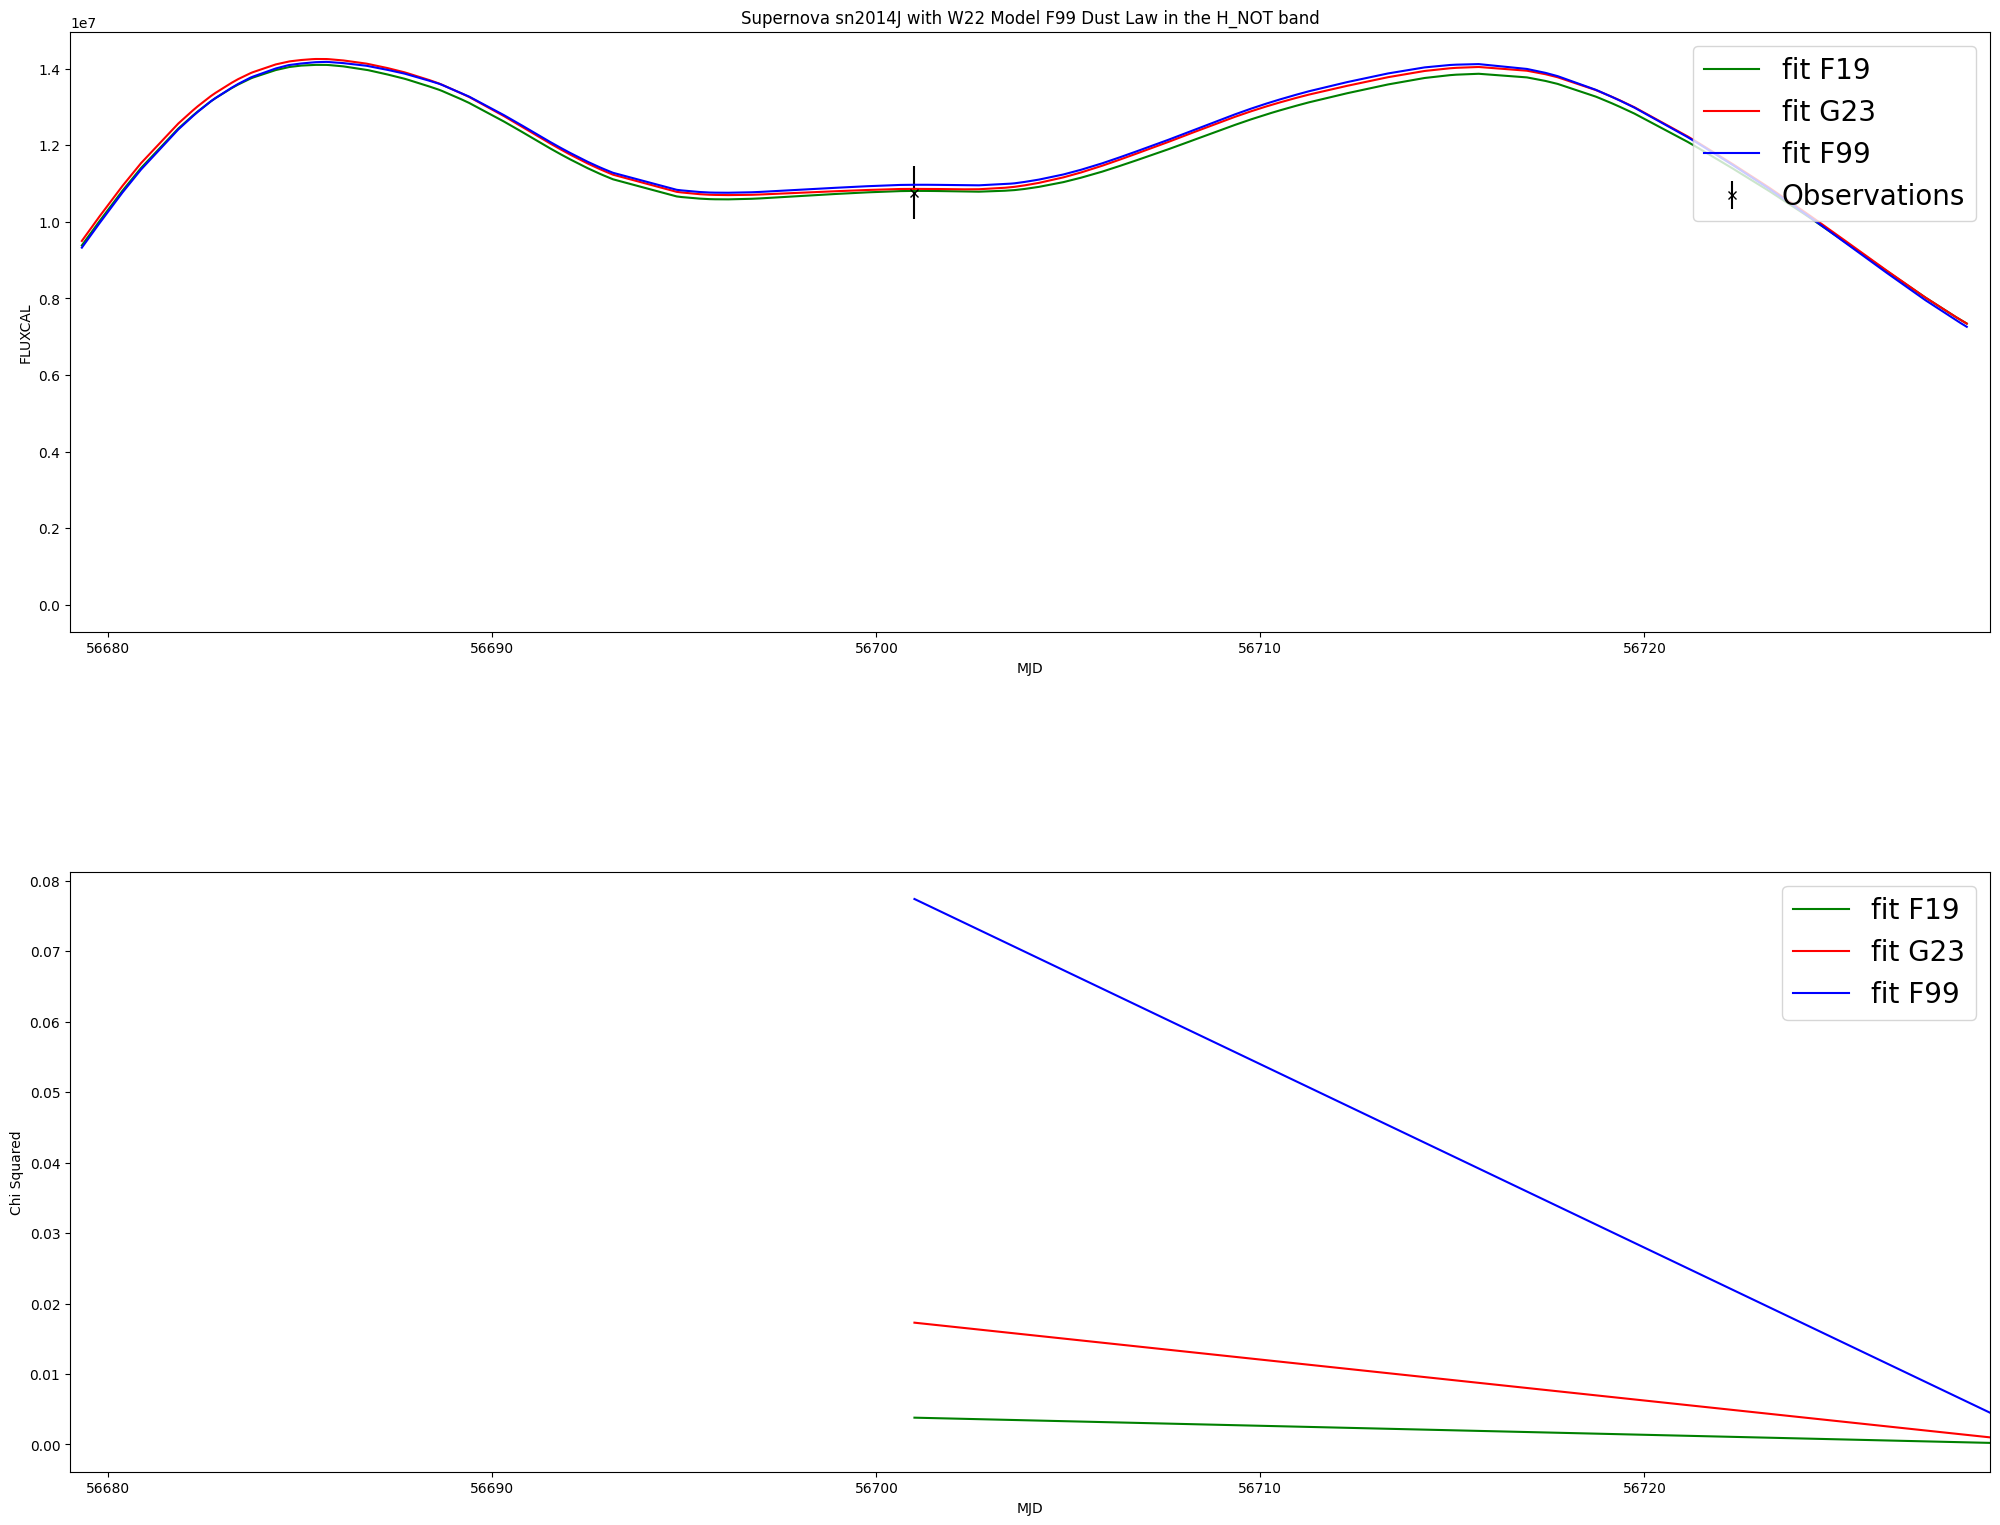 Supernova sn2014J with W22 Model F99 Dust Law in the H_NOT band
1e7
1.4
1.2
1.0
0.8
0.6
0.4
0.2
0.0
FLUXCAL
fit F19
fit G23
fit F99
Observations
56680 56690 56700 56710 56720
MJD
0.08
0.07
0.06
0.05
0.04
0.03
0.02
0.01
0.00
Chi Squared
fit F19
fit G23
fit F99
56680 56690 56700 56710 56720
MJD